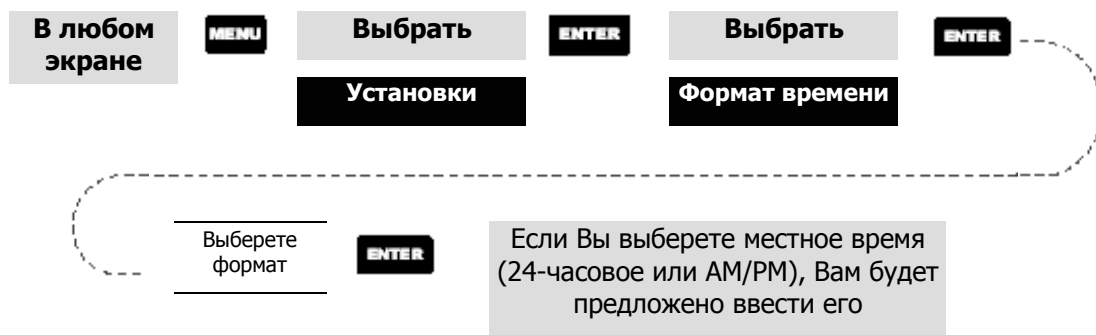 В любом
экране
MENU
Выбрать
Установки
ENTER
Выбрать
Формат времени
ENTER
Выберете
формат
ENTER
Если Вы выберете местное время
(24-часовое или AM/PM), Вам будет
предложено ввести его